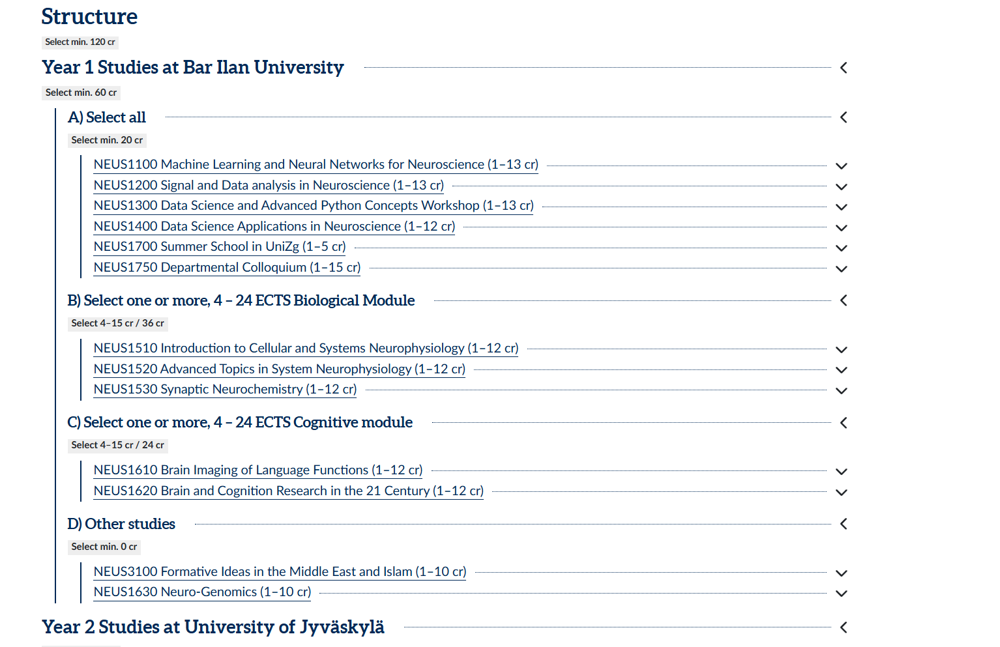 Structure
Select min. 120 cr
Year 1 Studies at Bar Ilan University
Select min. 60 cr
A) Select all
Select min. 20 cr
NEUS1100 Machine Learning and Neural Networks for Neuroscience (1–13 cr)
NEUS1200 Signal and Data analysis in Neuroscience (1–13 cr)
NEUS1300 Data Science and Advanced Python Concepts Workshop (1–13 cr)
NEUS1400 Data Science Applications in Neuroscience (1–12 cr)
NEUS1700 Summer School in UniZg (1–5 cr)
NEUS1750 Departmental Colloquium (1–15 cr)
B) Select one or more, 4 – 24 ECTS Biological Module
Select 4–15 cr / 36 cr
NEUS1510 Introduction to Cellular and Systems Neurophysiology (1–12 cr)
NEUS1520 Advanced Topics in System Neurophysiology (1–12 cr)
NEUS1530 Synaptic Neurochemistry (1–12 cr)
C) Select one or more, 4 – 24 ECTS Cognitive module
Select 4–15 cr / 24 cr
NEUS1610 Brain Imaging of Language Functions (1–12 cr)
NEUS1620 Brain and Cognition Research in the 21 Century (1–12 cr)
D) Other studies
Select min. 0 cr
NEUS3100 Formative Ideas in the Middle East and Islam (1–10 cr)
NEUS1630 Neuro-Genomics (1–10 cr)
Year 2 Studies at University of Jyväskylä